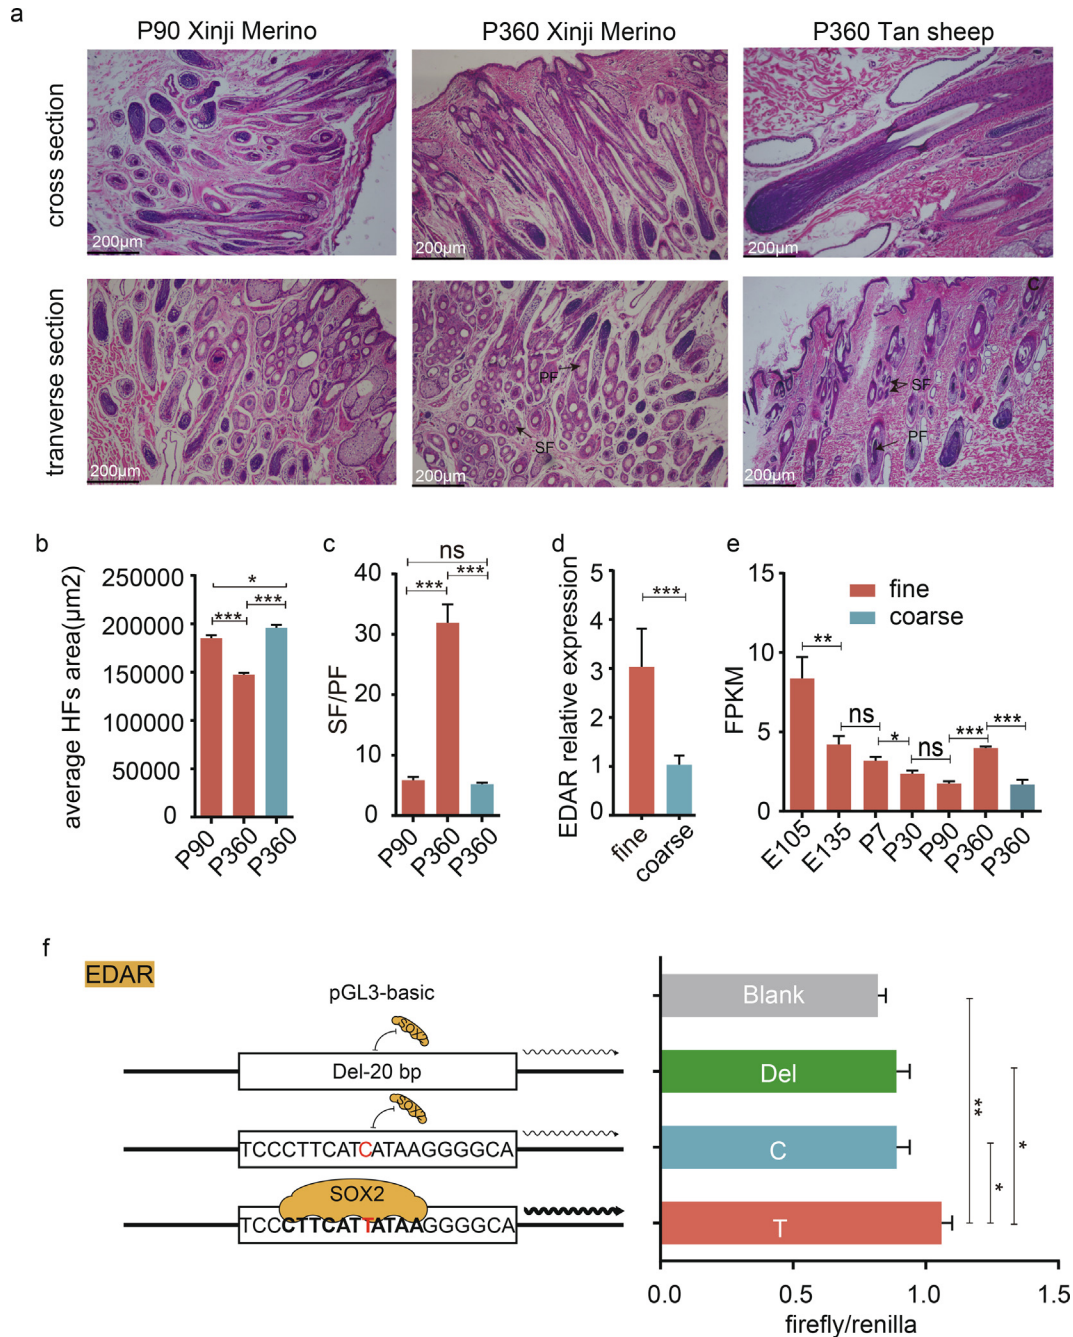 a
P90 Xinji Merino
P360 Xinji Merino
P360 Tan sheep
cross section
200μm
200μm
200μm
tranverse section
200μm
PF
SF
200μm
C
SF
PF
200μm
b
average HFs area(μm2)
250000
200000
150000
100000
50000
0
*
***
***
P90
P360
P360
c
SF/PF
40
30
20
10
0
ns
***
***
P90
P360
P360
d
EDAR relative expression
5
4
3
2
1
0
***
fine
coarse
e
FPKM
15
10
5
0
fine
coarse
**
ns
*
ns
***
***
E105
E135
P7
P30
P90
P360
P360
f
EDAR
pGL3-basic
SOX2
Del-20 bp
SOX2
TCCCTTCATCATAAGGGGCA
SOX2
TCCCTTCATTATAAGGGGCA
Blank
Del
C
T
**
*
*
0.0
0.5
1.0
1.5
firefly/renilla